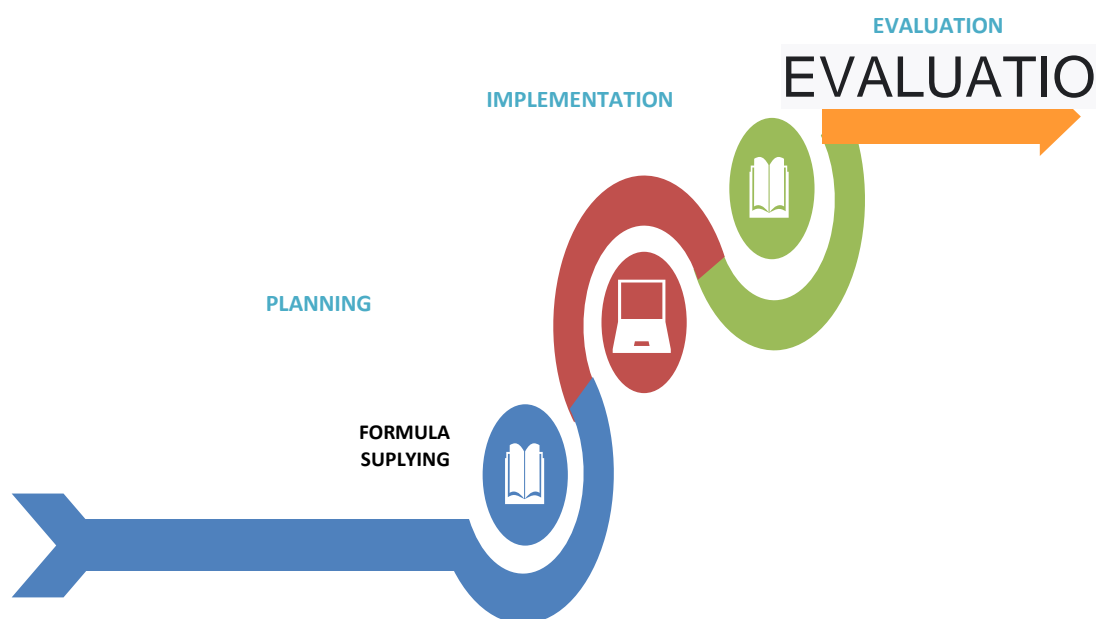 EVALUATION
EVALUATIO
IMPLEMENTATION
PLANNING
FORMULA
SUPLYING